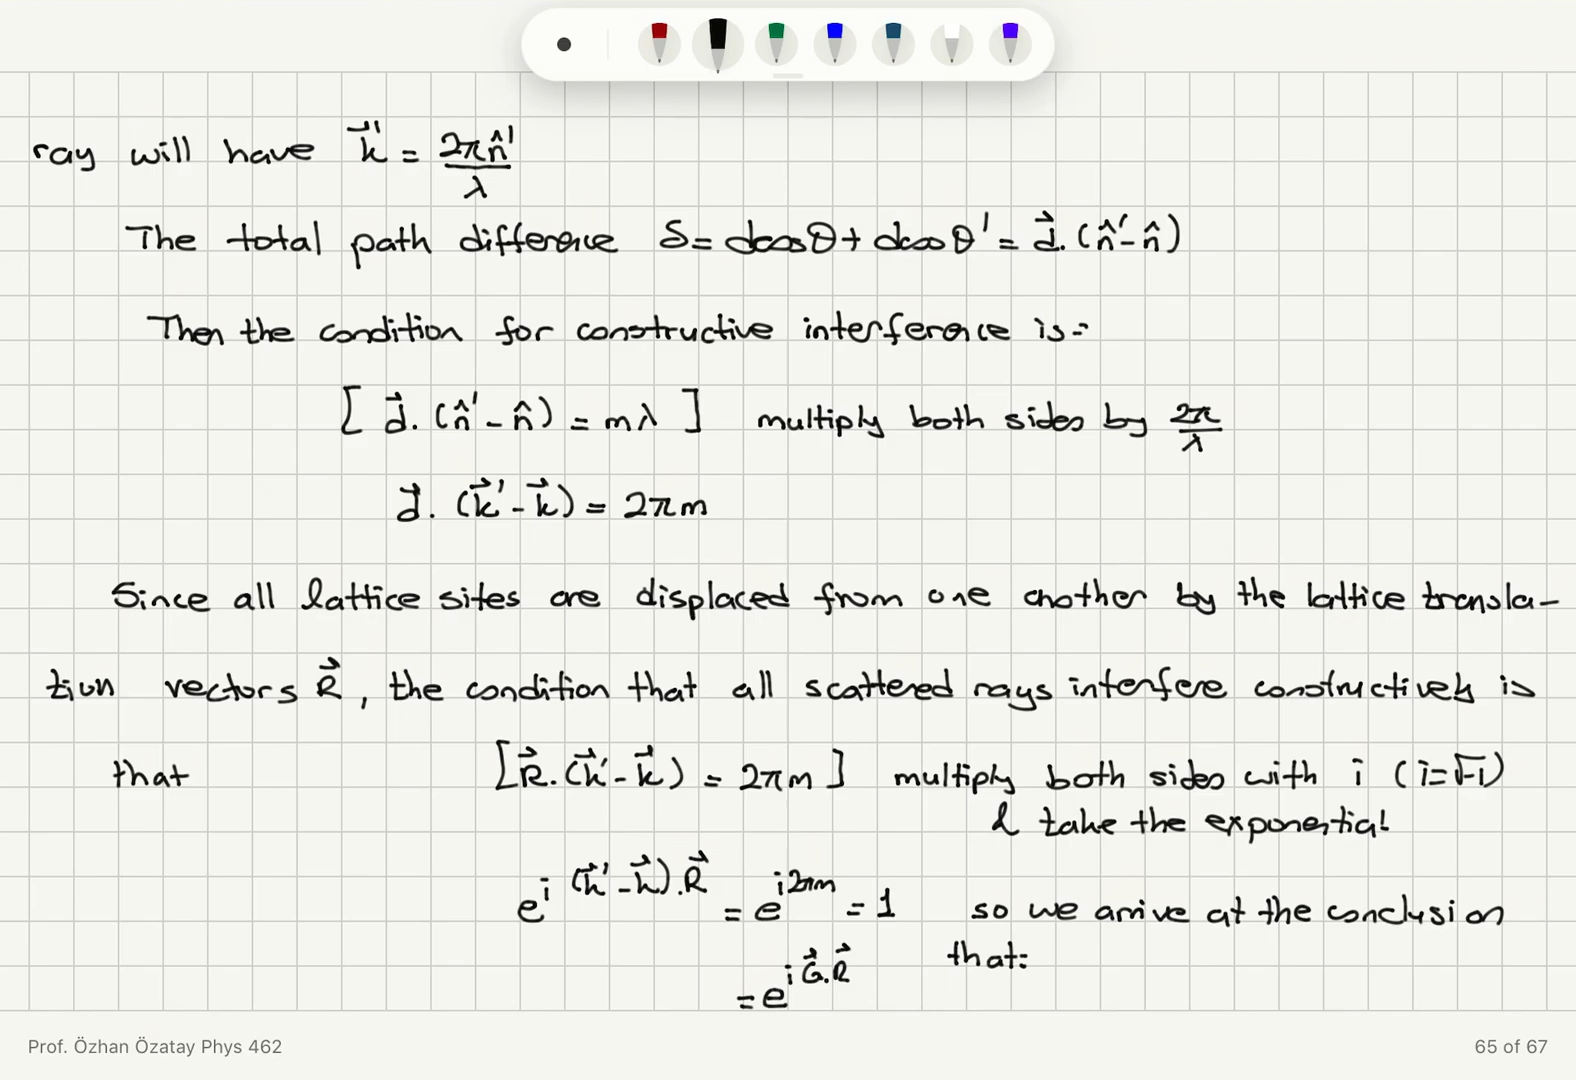 ray will have k⃗' = 2πn̂'/λ
The total path difference S = dcosθ + dcosθ' = d⃗.(n̂'-n̂)
Then the condition for constructive interference is:
[ d⃗.(n̂'-n̂) = mλ ] multiply both sides by 2π/λ
d⃗.(k⃗'-k⃗) = 2πm
Since all lattice sites are displaced from one another by the lattice transla-
tion vectors R⃗, the condition that all scattered rays interfere constructively is
that [R⃗.(k⃗'-k⃗) = 2πm] multiply both sides with i (i=√-1)
& take the exponential
e^{i(k⃗'-k⃗).R⃗} = e^{i2πm} = 1 so we arrive at the conclusion
that:
= e^{iG⃗.R⃗}
Prof. Özhan Özatay Phys 462
65 of 67